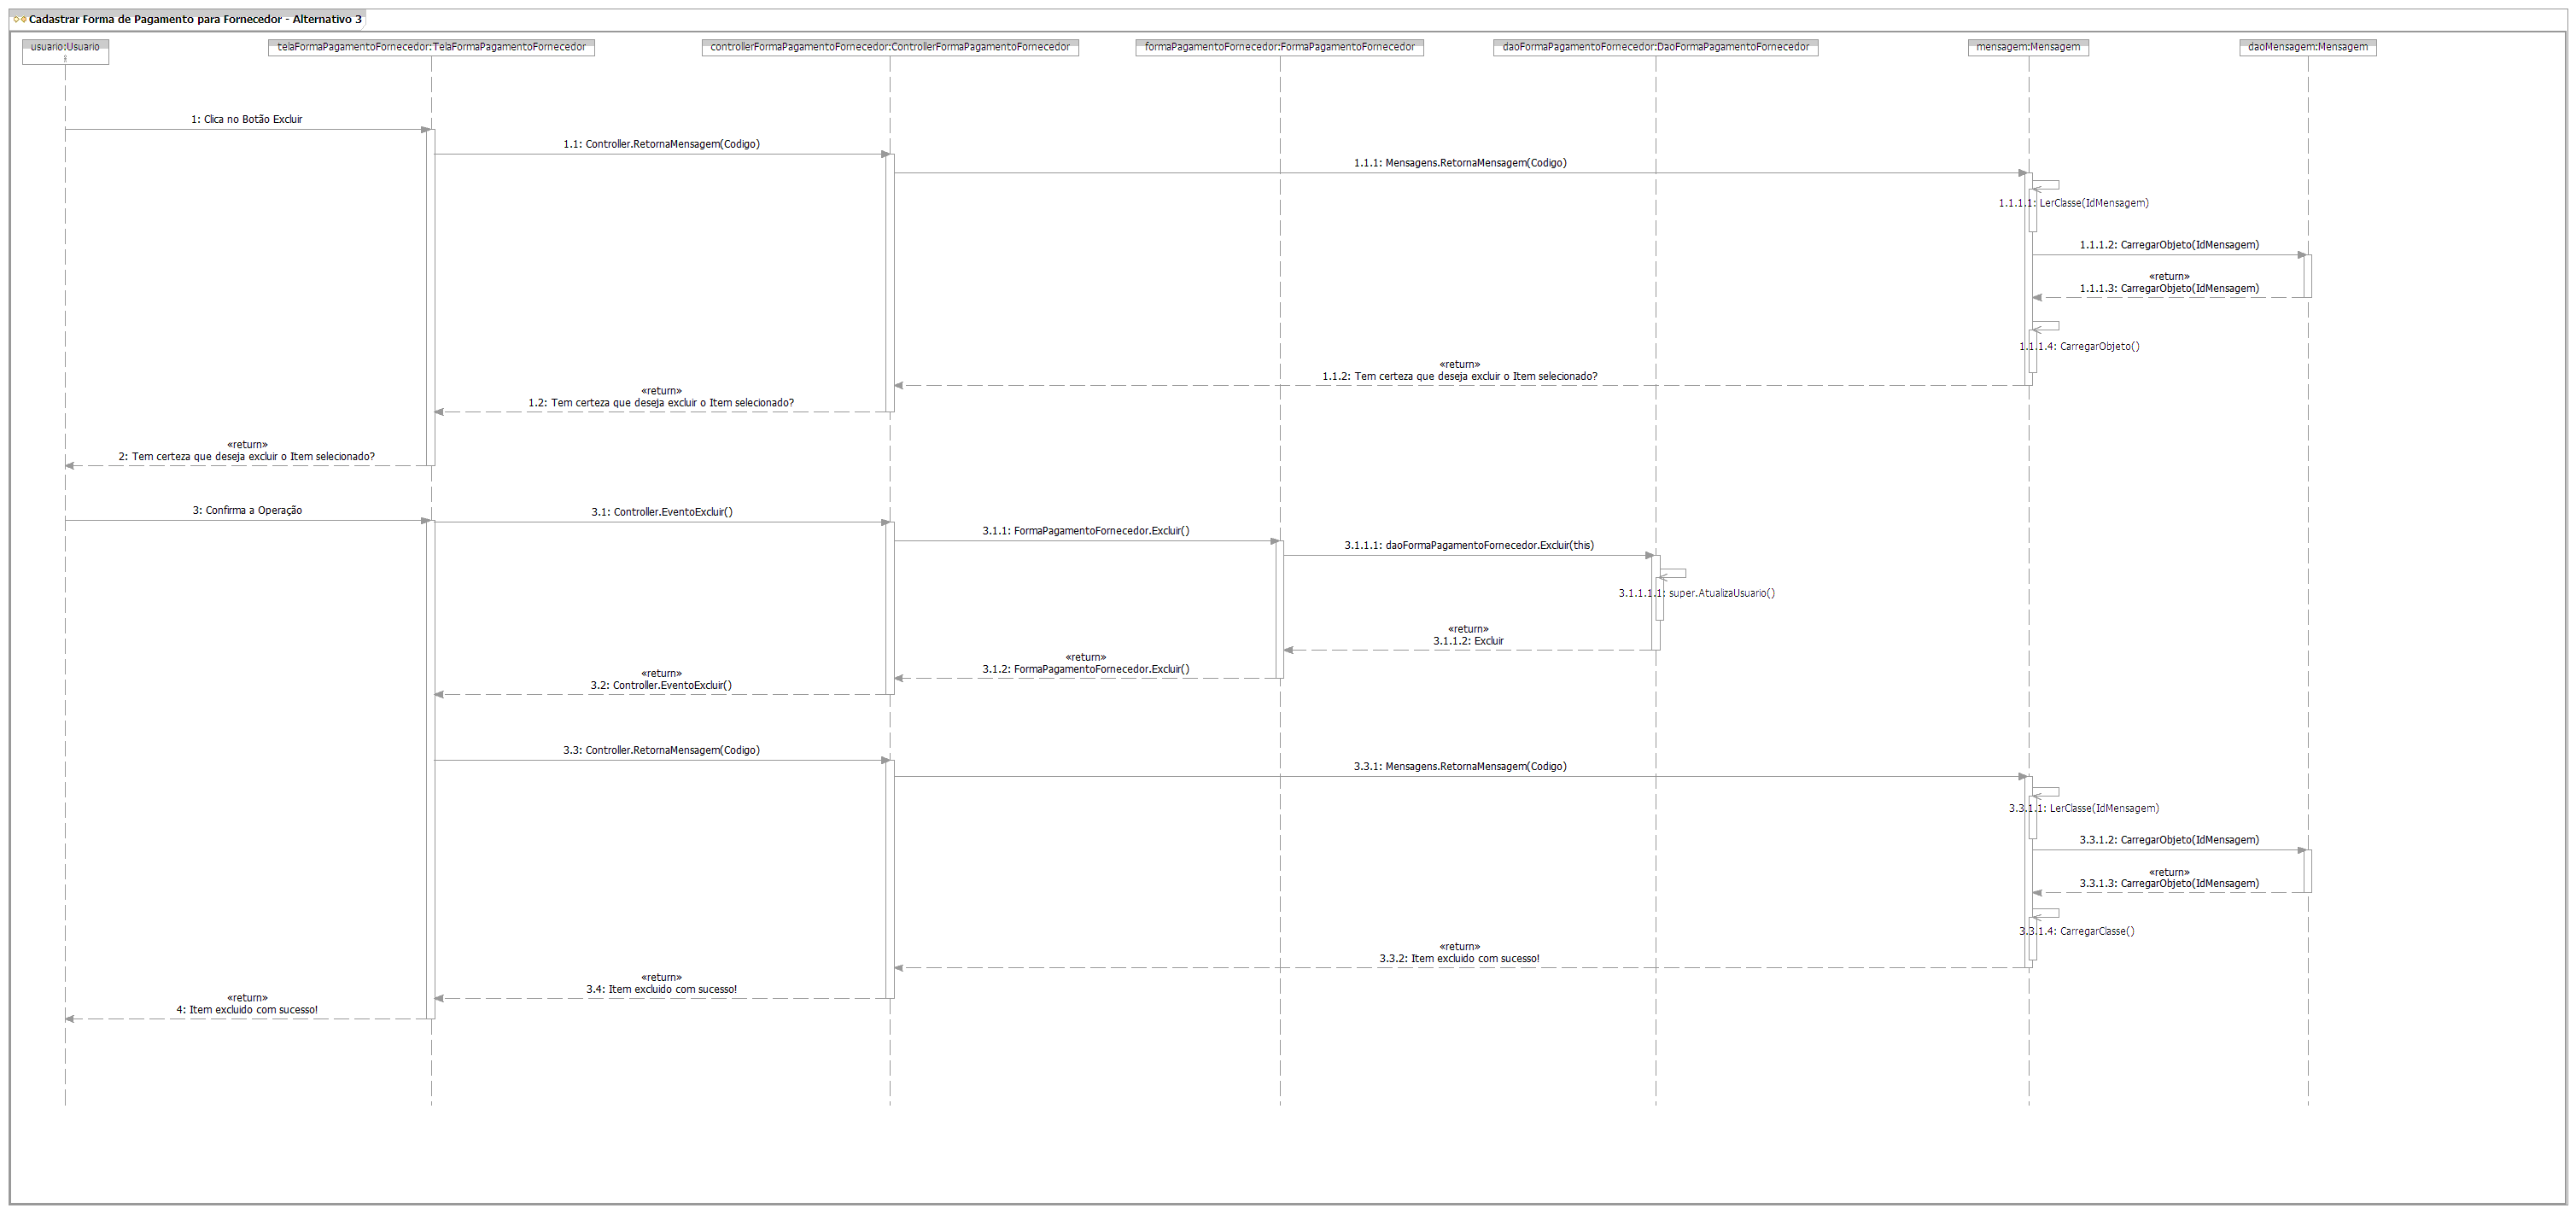 Cadastrar Forma de Pagamento para Fornecedor - Alternativo 3
usuario:Usuario
telaFormaPagamentoFornecedor:TelaFormaPagamentoFornecedor
controllerFormaPagamentoFornecedor:ControllerFormaPagamentoFornecedor
formaPagamentoFornecedor:FormaPagamentoFornecedor
daoFormaPagamentoFornecedor:DaoFormaPagamentoFornecedor
mensagem:Mensagem
daoMensagem:Mensagem
1: Clica no Botão Excluir
1.1: Controller.RetornaMensagem(Codigo)
1.1.1: Mensagens.RetornaMensagem(Codigo)
1.1.1.1: LerClasse(IdMensagem)
1.1.1.2: CarregarObjeto(IdMensagem)
«return»
1.1.1.3: CarregarObjeto(IdMensagem)
1.1.1.4: CarregarObjeto()
«return»
1.1.2: Tem certeza que deseja excluir o Item selecionado?
«return»
1.2: Tem certeza que deseja excluir o Item selecionado?
«return»
2: Tem certeza que deseja excluir o Item selecionado?
3: Confirma a Operação
3.1: Controller.EventoExcluir()
3.1.1: FormaPagamentoFornecedor.Excluir()
3.1.1.1: daoFormaPagamentoFornecedor.Excluir(this)
3.1.1.1.1: super.AtualizaUsuario()
«return»
3.1.1.2: Excluir
«return»
3.1.2: FormaPagamentoFornecedor.Excluir()
«return»
3.2: Controller.EventoExcluir()
3.3: Controller.RetornaMensagem(Codigo)
3.3.1: Mensagens.RetornaMensagem(Codigo)
3.3.1.1: LerClasse(IdMensagem)
3.3.1.2: CarregarObjeto(IdMensagem)
«return»
3.3.1.3: CarregarObjeto(IdMensagem)
3.3.1.4: CarregarClasse()
«return»
3.3.2: Item excluido com sucesso!
«return»
3.4: Item excluido com sucesso!
«return»
4: Item excluido com sucesso!